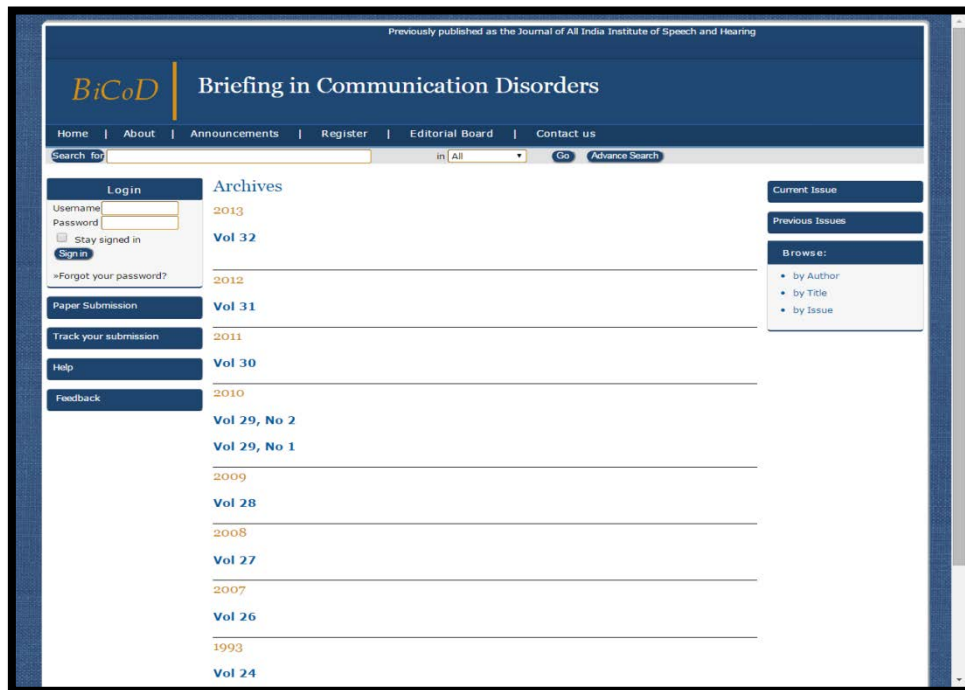 Previously published as the Journal of All India Institute of Speech and Hearing
BiCoD
Briefing in Communication Disorders
Home | About | Announcements | Register | Editorial Board | Contact us
Search for in All Go Advance Search
Login
Username
Password
Stay signed in
Sign in
»Forgot your password?
Paper Submission
Track your submission
Help
Feedback
Archives
2013
Vol 32
2012
Vol 31
2011
Vol 30
2010
Vol 29, No 2
Vol 29, No 1
2009
Vol 28
2008
Vol 27
2007
Vol 26
1993
Vol 24
Current Issue
Previous Issues
Browse:
• by Author
• by Title
• by Issue